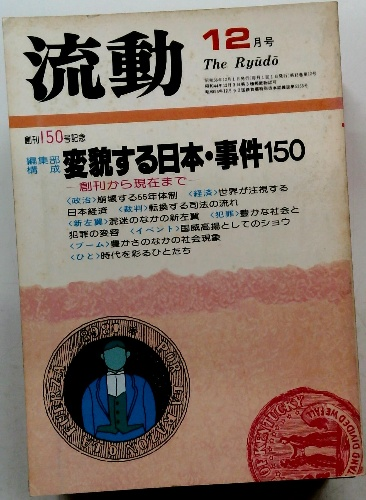 流動
12月号
The Ryūdō
創刊150号記念
編集部構成
変貌する日本・事件150
—創刊から現在まで—
〈政治〉崩壊する55年体制 〈経済〉世界が注視する
日本経済 〈裁判〉転換する司法の流れ
〈新左翼〉混迷のなかの新左翼 〈犯罪〉豊かな社会と
犯罪の変容 〈イベント〉国威高揚としてのショウ
〈ブーム〉豊かさのなかの社会現象
〈ひと〉時代を彩るひとたち